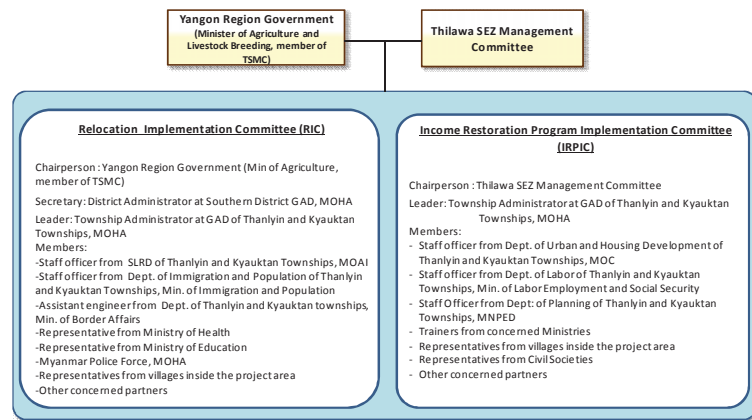 Yangon Region Government
(Minister of Agriculture and
Livestock Breeding, member of
TSMC)
Thilawa SEZ Management
Committee
Relocation Implementation Committee (RIC)
Chairperson : Yangon Region Government (Min of Agriculture,
member of TSMC)
Secretary: District Administrator at Southern District GAD, MOHA
Leader: Township Administrator at GAD of Thanlyin and Kyauktan
Townships, MOHA
Members:
-Staff officer from SLRD of Thanlyin and Kyauktan Townships, MOAI
-Staff officer from Dept. of Immigration and Population of Thanlyin
and Kyauktan Townships, Min. of Immigration and Population
-Assistant engineer from Dept. of Thanlyin and Kyauktan townships,
Min. of Border Affairs
-Representative from Ministry of Health
-Representative from Ministry of Education
-Myanmar Police Force, MOHA
-Representatives from villages inside the project area
-Other concerned partners
Income Restoration Program Implementation Committee
(IRPIC)
Chairperson : Thilawa SEZ Management Committee
Leader: Township Administrator at GAD of Thanlyin and Kyauktan
Townships, MOHA
Members:
- Staff officer from Dept. of Urban and Housing Development of
Thanlyin and Kyauktan Townships, MOC
- Staff officer from Dept. of Labor of Thanlyin and Kyauktan
Townships, Min. of Labor Employment and Social Security
- Staff Officer from Dept: of Planning of Thanlyin and Kyauktan
Townships, MNPED
- Trainers from concerned Ministries
- Representatives from villages inside the project area
- Representatives from Civil Societies
- Other concerned partners